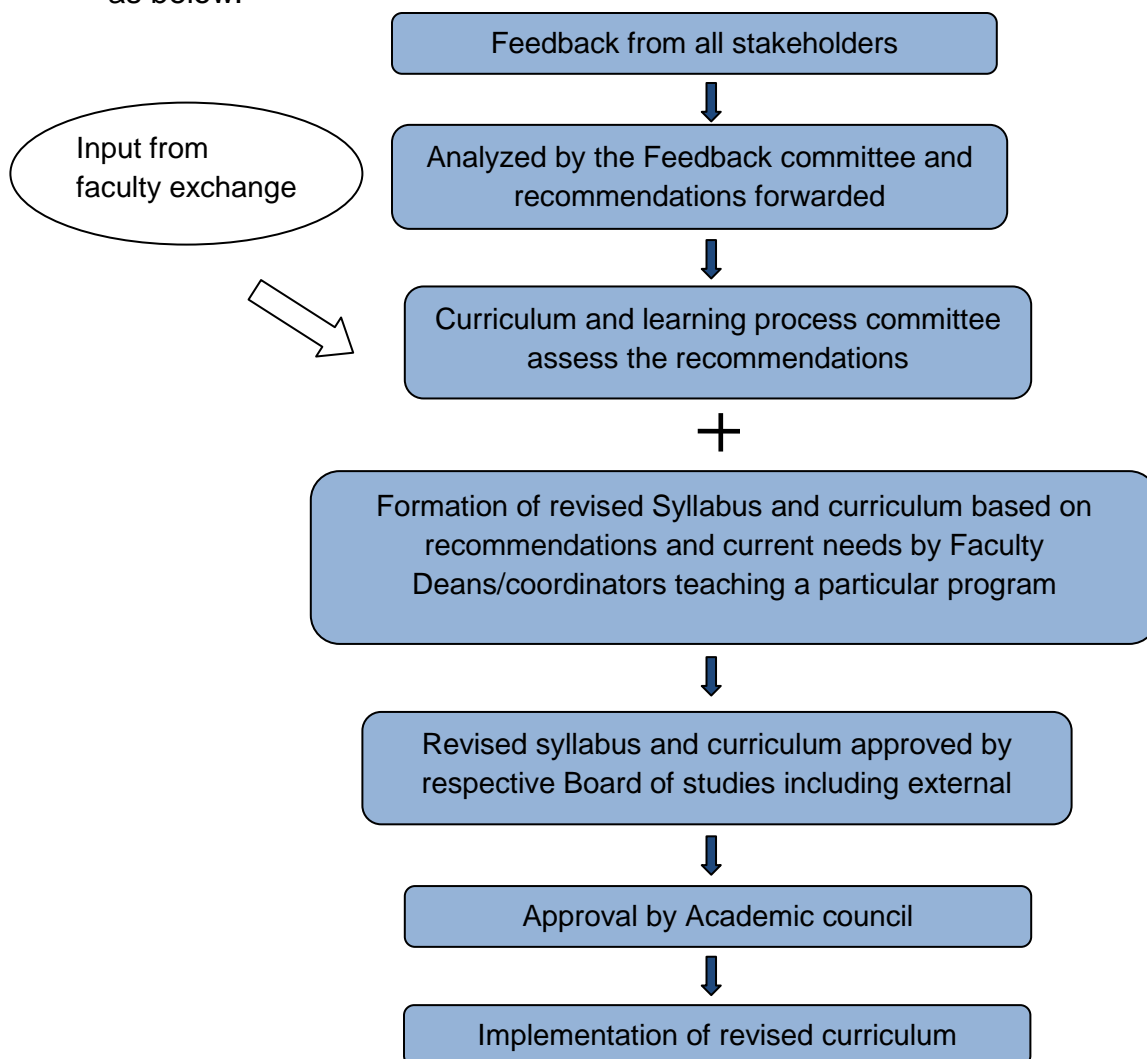 as below:
Feedback from all stakeholders
Input from
faculty exchange
Analyzed by the Feedback committee and
recommendations forwarded
Curriculum and learning process committee
assess the recommendations
+
Formation of revised Syllabus and curriculum based on
recommendations and current needs by Faculty
Deans/coordinators teaching a particular program
Revised syllabus and curriculum approved by
respective Board of studies including external
Approval by Academic council
Implementation of revised curriculum